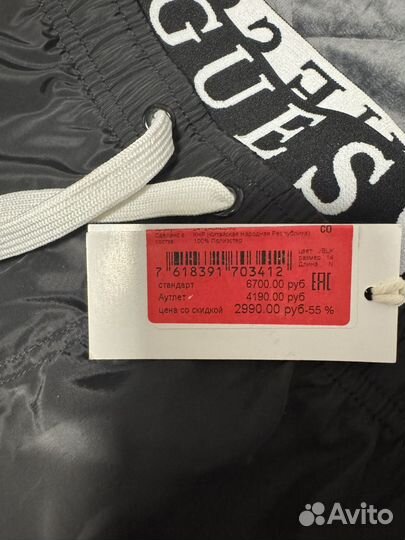 GUES
CO
Сделано в КНР (Китайская Народная Республика)
состав: 100% Полиэстер
цвет: /BLK
размер: 14
Длина: N
7 618391 703412
стандарт 6700.00 руб
Аутлет 4190.00 руб
цена со скидкой 2990.00 руб-55 %
EAC
Avito